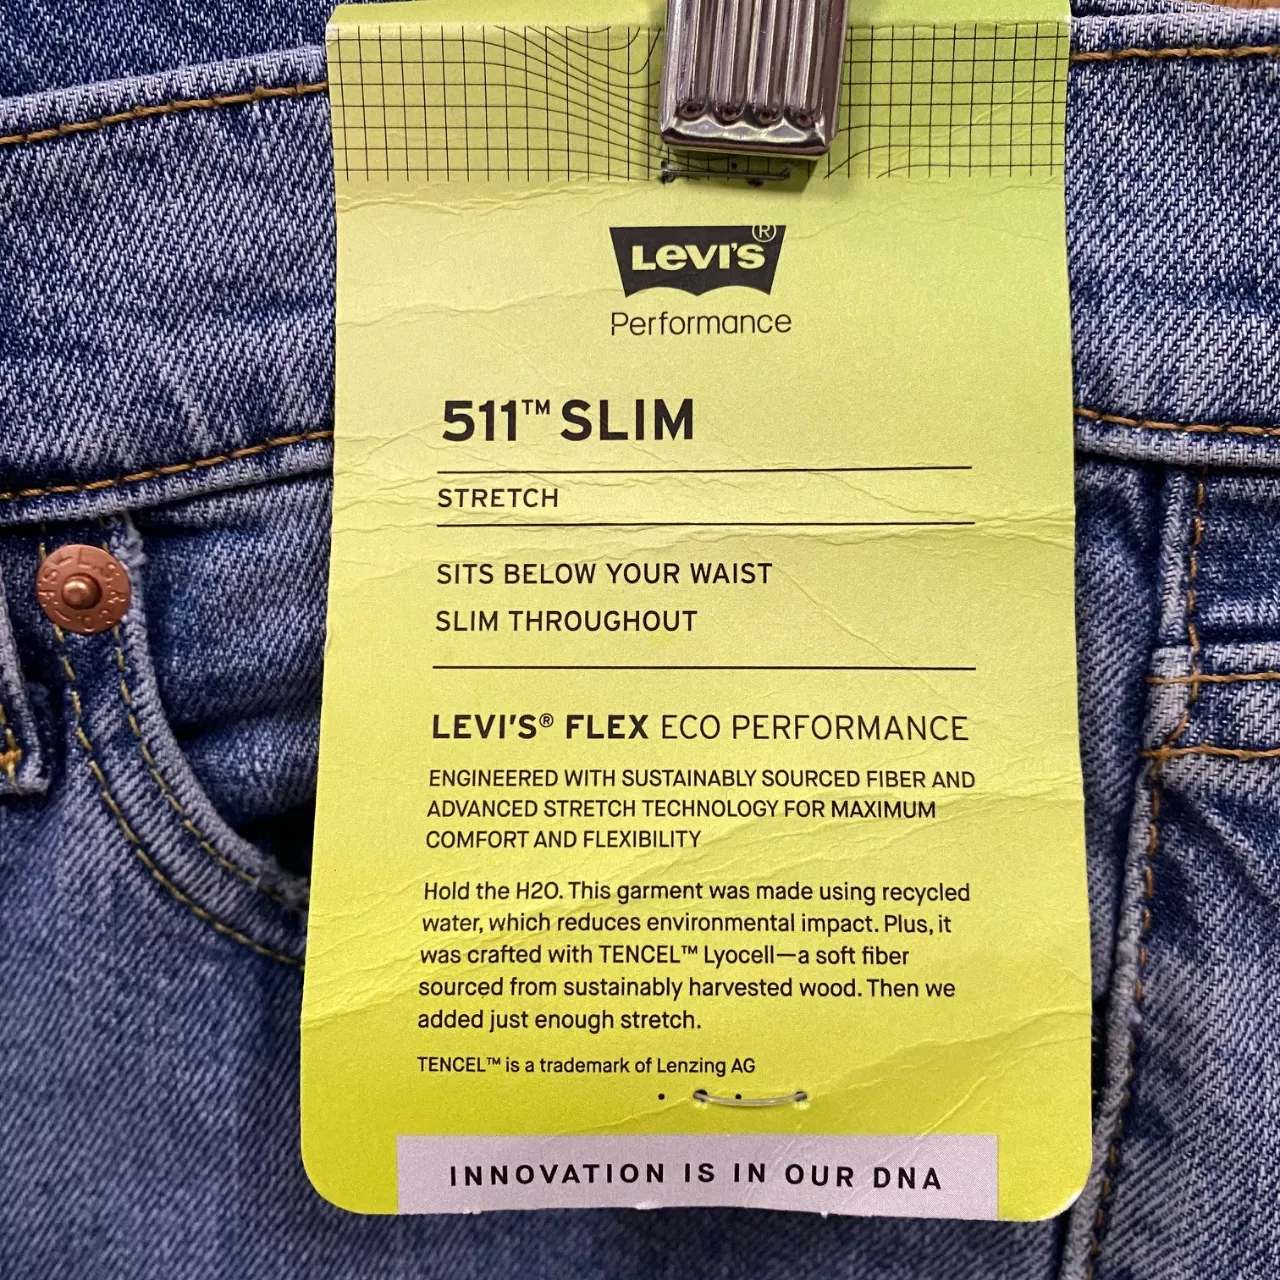 LEVI'S®
Performance
511™ SLIM
STRETCH
SITS BELOW YOUR WAIST
SLIM THROUGHOUT
LEVI'S® FLEX ECO PERFORMANCE
ENGINEERED WITH SUSTAINABLY SOURCED FIBER AND
ADVANCED STRETCH TECHNOLOGY FOR MAXIMUM
COMFORT AND FLEXIBILITY
Hold the H2O. This garment was made using recycled
water, which reduces environmental impact. Plus, it
was crafted with TENCEL™ Lyocell—a soft fiber
sourced from sustainably harvested wood. Then we
added just enough stretch.
TENCEL™ is a trademark of Lenzing AG
INNOVATION IS IN OUR DNA